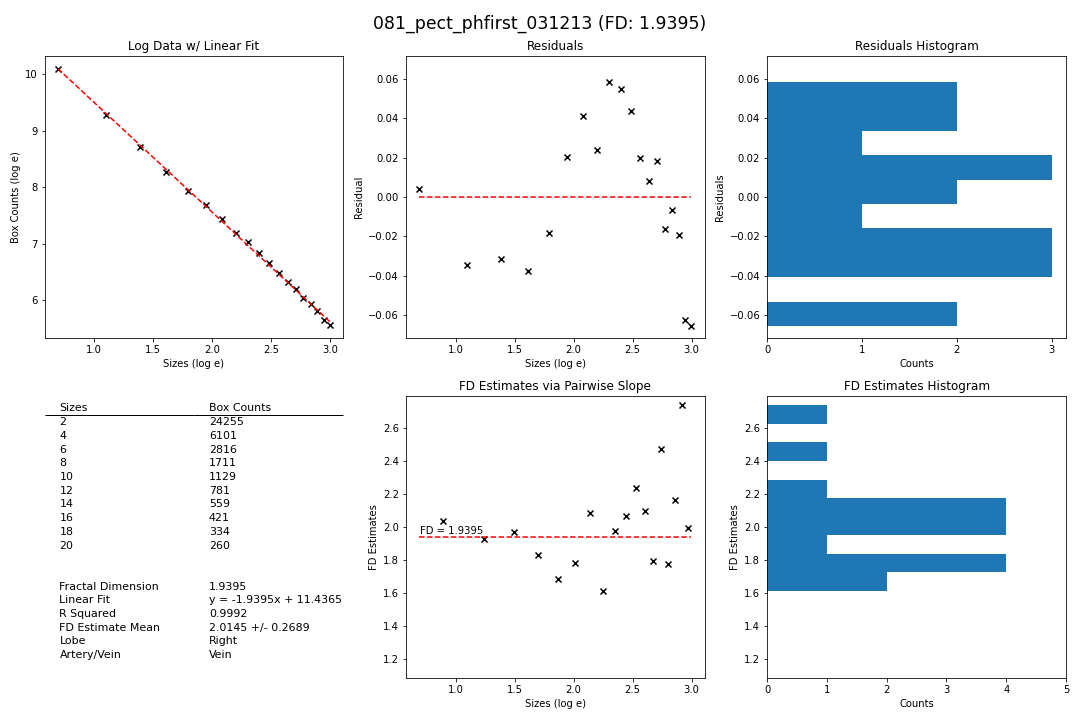 081_pect_phfirst_031213 (FD: 1.9395)
Log Data w/ Linear Fit
Box Counts (log e)
10
9
8
7
6
1.0 1.5 2.0 2.5 3.0
Sizes (log e)
Residuals
Residual
0.06
0.04
0.02
0.00
−0.02
−0.04
−0.06
1.0 1.5 2.0 2.5 3.0
Sizes (log e)
Residuals Histogram
Residuals
0.06
0.04
0.02
0.00
−0.02
−0.04
−0.06
0 1 2 3
Counts
Sizes Box Counts
2 24255
4 6101
6 2816
8 1711
10 1129
12 781
14 559
16 421
18 334
20 260
Fractal Dimension 1.9395
Linear Fit y = -1.9395x + 11.4365
R Squared 0.9992
FD Estimate Mean 2.0145 +/- 0.2689
Lobe Right
Artery/Vein Vein
FD Estimates via Pairwise Slope
FD Estimates
2.6
2.4
2.2
2.0
1.8
1.6
1.4
1.2
FD = 1.9395
1.0 1.5 2.0 2.5 3.0
Sizes (log e)
FD Estimates Histogram
FD Estimates
2.6
2.4
2.2
2.0
1.8
1.6
1.4
1.2
0 1 2 3 4 5
Counts